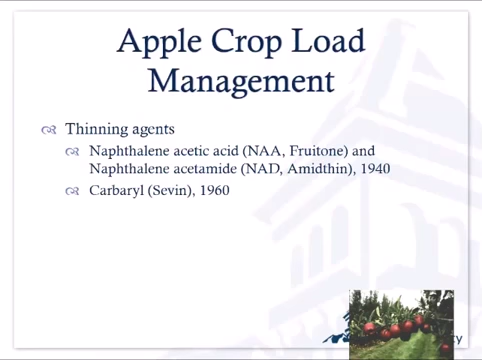 Apple Crop Load
Management
Thinning agents
Naphthalene acetic acid (NAA, Fruitone) and
Naphthalene acetamide (NAD, Amidthin), 1940
Carbaryl (Sevin), 1960